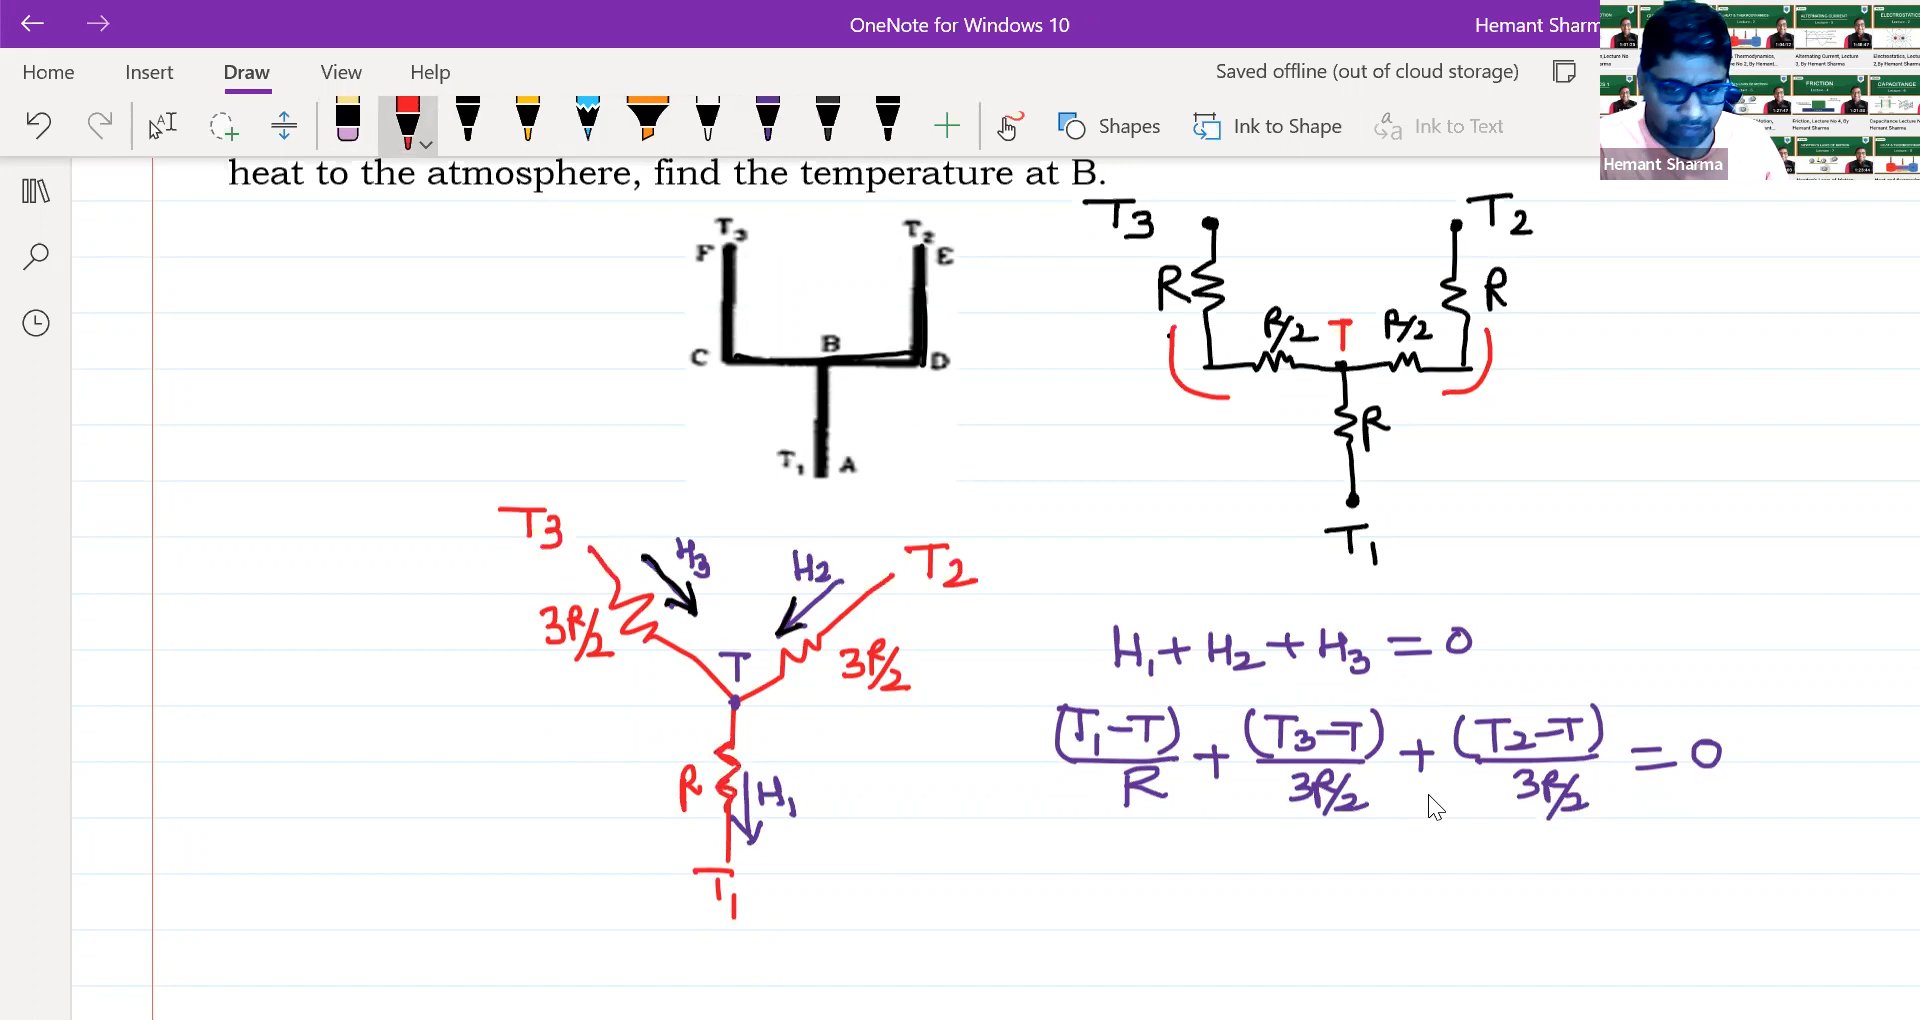 OneNote for Windows 10
Hemant Sharm
Home Insert Draw View Help
Saved offline (out of cloud storage)
Shapes Ink to Shape Ink to Text
Hemant Sharma
heat to the atmosphere, find the temperature at B.
T3 T2
F E
C B D
T1 A
T3 T2
R R
R/2 T R/2
R
T1
T3 H3 H2 T2
3R/2 T 3R/2
R H1
T1
H1 + H2 + H3 = 0
(T1-T)/R + (T3-T)/(3R/2) + (T2-T)/(3R/2) = 0